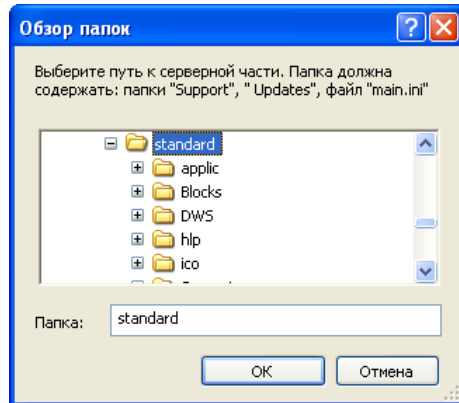 Обзор папок
Выберите путь к серверной части. Папка должна
содержать: папки "Support", " Updates", файл "main.ini"
standard
applic
Blocks
DWS
hlp
ico
Папка: standard
ОК Отмена